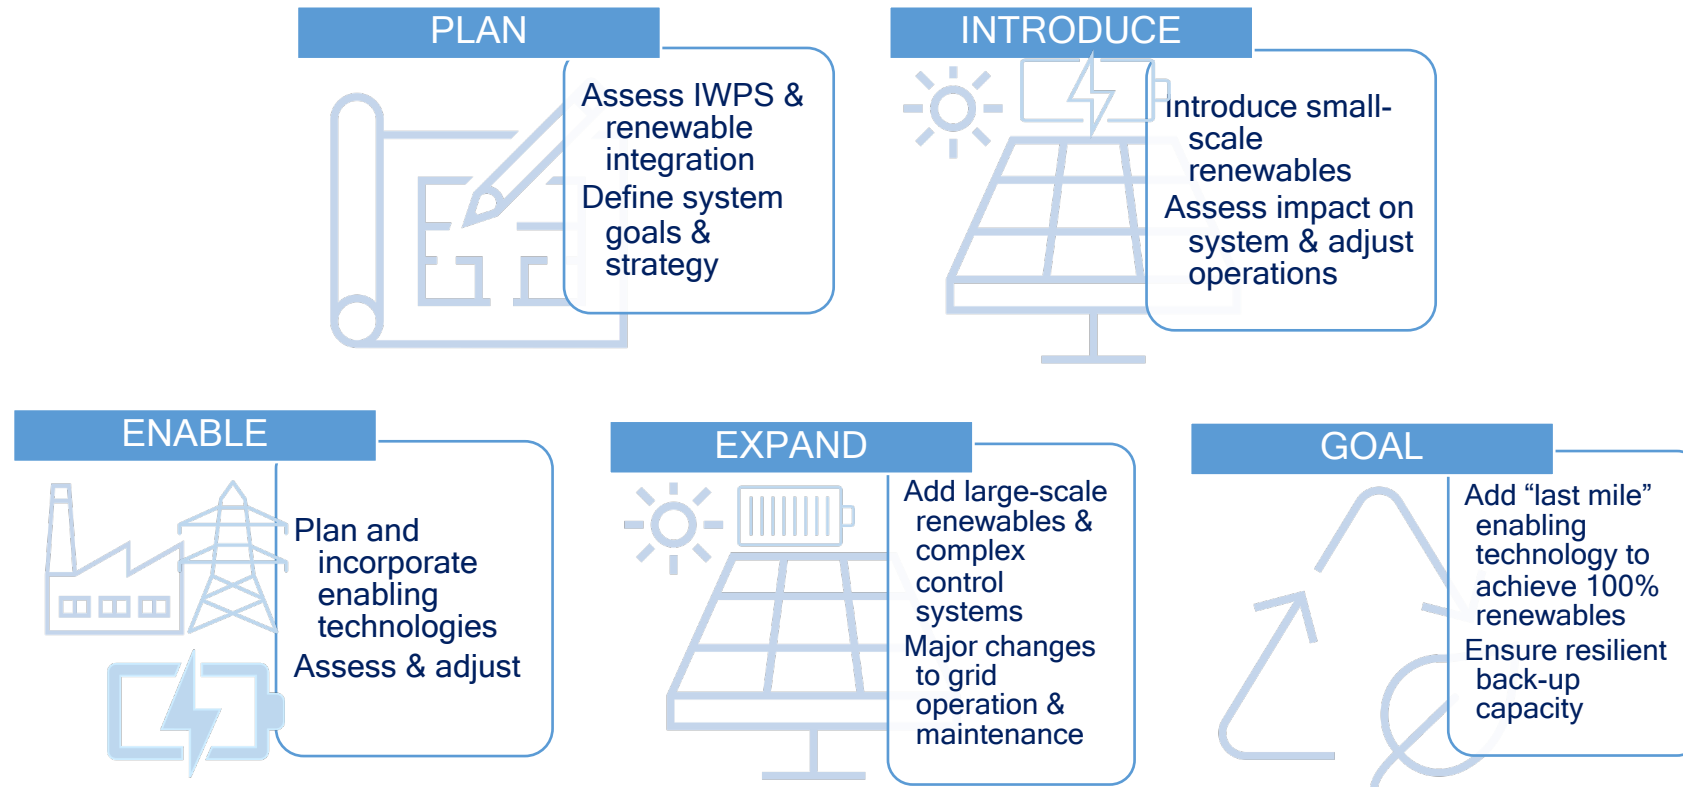 PLAN
Assess IWPS &
renewable
integration
Define system
goals &
strategy
INTRODUCE
Introduce small-
scale
renewables
Assess impact on
system & adjust
operations
ENABLE
Plan and
incorporate
enabling
technologies
Assess & adjust
EXPAND
Add large-scale
renewables &
complex
control
systems
Major changes
to grid
operation &
maintenance
GOAL
Add “last mile”
enabling
technology to
achieve 100%
renewables
Ensure resilient
back-up
capacity